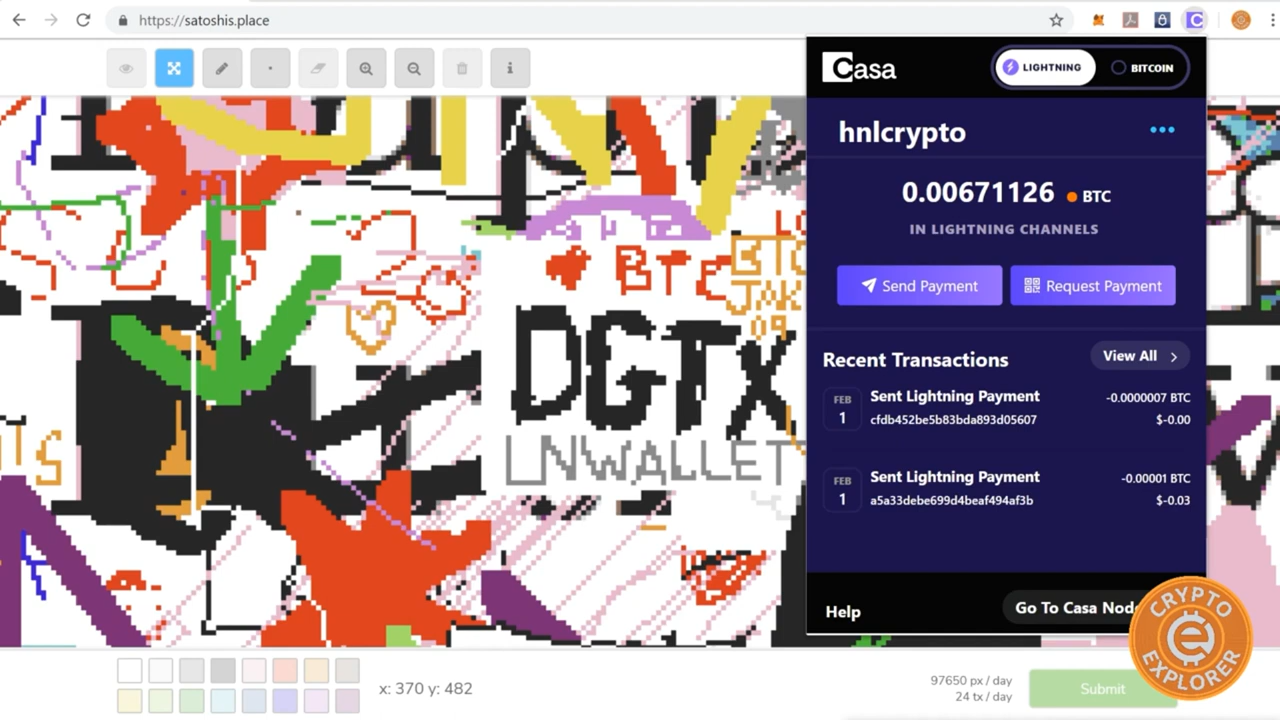 https://satoshis.place
Casa
LIGHTNING
BITCOIN
hnlcrypto
0.00671126 BTC
IN LIGHTNING CHANNELS
Send Payment
Request Payment
Recent Transactions
View All
FEB
1
Sent Lightning Payment
-0.0000007 BTC
cfdb452be5b83bda893d05607
$-0.00
FEB
1
Sent Lightning Payment
-0.00001 BTC
a5a33debe699d4beaf494af3b
$-0.03
Help
Go To Casa Node
BTC
DGTX
LNWALLET
x: 370 y: 482
97650 px / day
24 tx / day
Submit
CRYPTO
EXPLORER